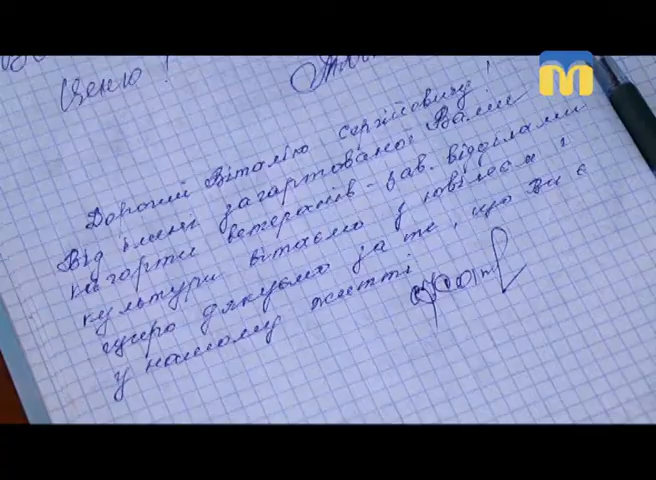 Ценю!
Дорогий Віталію Сергійовичу!
Від імені загартованої Вами
когорти ветеранів - зав. відділами
культури вітаємо з ювілеєм і
щиро дякуємо за те, що Ви є
у нашому житті
М